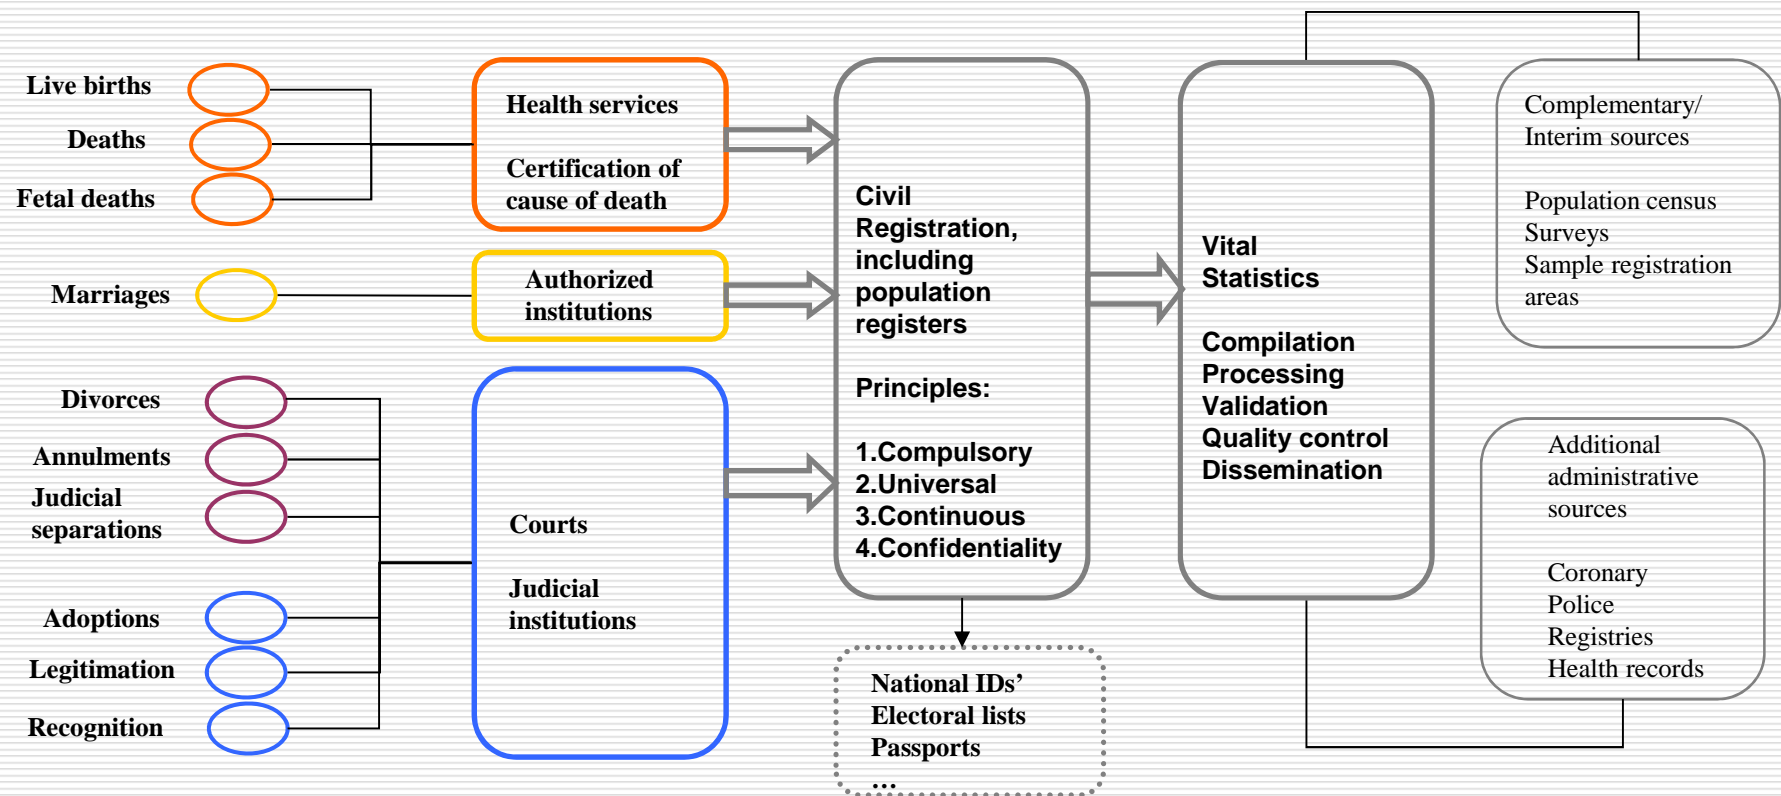 Live births
Deaths
Fetal deaths
Marriages
Divorces
Annulments
Judicial
separations
Adoptions
Legitimation
Recognition
Health services
Certification of
cause of death
Authorized
institutions
Courts
Judicial
institutions
Civil
Registration,
including
population
registers
Principles:
1.Compulsory
2.Universal
3.Continuous
4.Confidentiality
National IDs’
Electoral lists
Passports
…
Vital
Statistics
Compilation
Processing
Validation
Quality control
Dissemination
Complementary/
Interim sources
Population census
Surveys
Sample registration
areas
Additional
administrative
sources
Coronary
Police
Registries
Health records